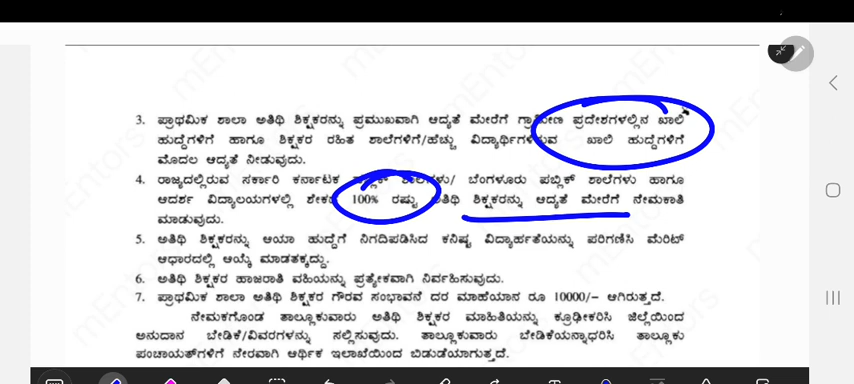 3. ಪ್ರಾಥಮಿಕ ಶಾಲಾ ಅತಿಥಿ ಶಿಕ್ಷಕರನ್ನು ಪ್ರಮುಖವಾಗಿ ಆದ್ಯತೆ ಮೇರೆಗೆ ಗ್ರಾಮೀಣ ಪ್ರದೇಶಗಳಲ್ಲಿನ ಖಾಲಿ
ಹುದ್ದೆಗಳಿಗೆ ಹಾಗೂ ಶಿಕ್ಷಕರ ರಹಿತ ಶಾಲೆಗಳಿಗೆ/ಹೆಚ್ಚು ವಿದ್ಯಾರ್ಥಿಗಳಿರುವ ಖಾಲಿ ಹುದ್ದೆಗಳಿಗೆ
ಮೊದಲ ಆದ್ಯತೆ ನೀಡುವುದು.
4. ರಾಜ್ಯದಲ್ಲಿರುವ ಸರ್ಕಾರಿ ಕರ್ನಾಟಕ ಪಬ್ಲಿಕ್ ಶಾಲೆಗಳು/ ಬೆಂಗಳೂರು ಪಬ್ಲಿಕ್ ಶಾಲೆಗಳು ಹಾಗೂ
ಆದರ್ಶ ವಿದ್ಯಾಲಯಗಳಲ್ಲಿ ಶೇಕಡ 100% ರಷ್ಟು ಅತಿಥಿ ಶಿಕ್ಷಕರನ್ನು ಆದ್ಯತೆ ಮೇರೆಗೆ ನೇಮಕಾತಿ
ಮಾಡುವುದು.
5. ಅತಿಥಿ ಶಿಕ್ಷಕರನ್ನು ಆಯಾ ಹುದ್ದೆಗೆ ನಿಗದಿಪಡಿಸಿದ ಕನಿಷ್ಟ ವಿದ್ಯಾರ್ಹತೆಯನ್ನು ಪರಿಗಣಿಸಿ ಮೆರಿಟ್
ಆಧಾರದಲ್ಲಿ ಆಯ್ಕೆ ಮಾಡತಕ್ಕದ್ದು.
6. ಅತಿಥಿ ಶಿಕ್ಷಕರ ಹಾಜರಾತಿ ವಹಿಯನ್ನು ಪ್ರತ್ಯೇಕವಾಗಿ ನಿರ್ವಹಿಸುವುದು.
7. ಪ್ರಾಥಮಿಕ ಶಾಲಾ ಅತಿಥಿ ಶಿಕ್ಷಕರ ಗೌರವ ಸಂಭಾವನೆ ದರ ಮಾಹೆಯಾನ ರೂ 10000/- ಆಗಿರುತ್ತದೆ.
ನೇಮಕಗೊಂಡ ತಾಲ್ಲೂಕುವಾರು ಅತಿಥಿ ಶಿಕ್ಷಕರ ಮಾಹಿತಿಯನ್ನು ಕ್ರೂಢೀಕರಿಸಿ ಜಿಲ್ಲೆಯಿಂದ
ಅನುದಾನ ಬೇಡಿಕೆ/ವಿವರಗಳನ್ನು ಸಲ್ಲಿಸುವುದು. ತಾಲ್ಲೂಕುವಾರು ಬೇಡಿಕೆಯನ್ನಾಧರಿಸಿ ತಾಲ್ಲೂಕು
ಪಂಚಾಯತ್‌ಗಳಿಗೆ ನೇರವಾಗಿ ಆರ್ಥಿಕ ಇಲಾಖೆಯಿಂದ ಬಿಡುಡೆಯಾಗುತ್ತದೆ.